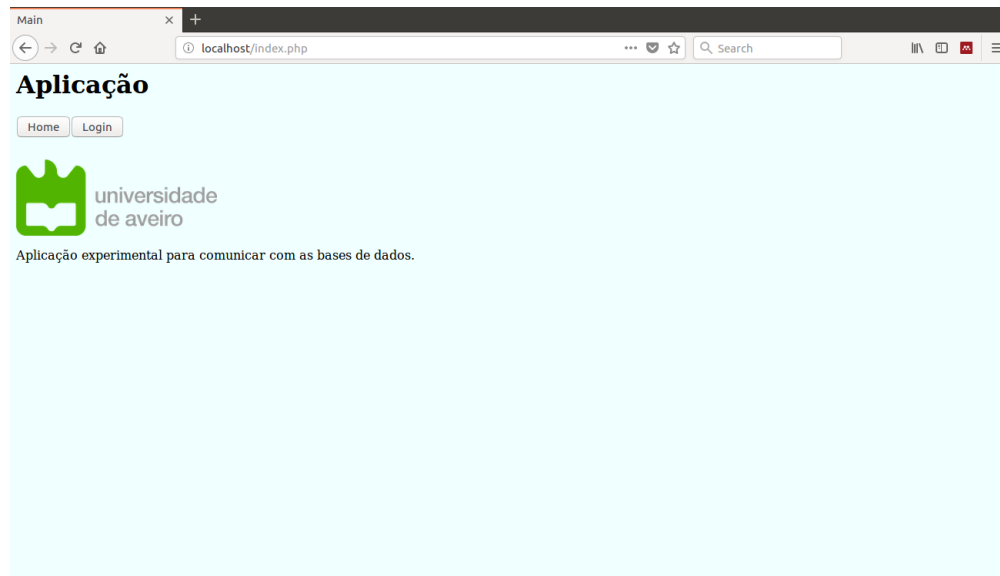 Main
localhost/index.php
Search
Aplicação
Home Login
universidade
de aveiro
Aplicação experimental para comunicar com as bases de dados.